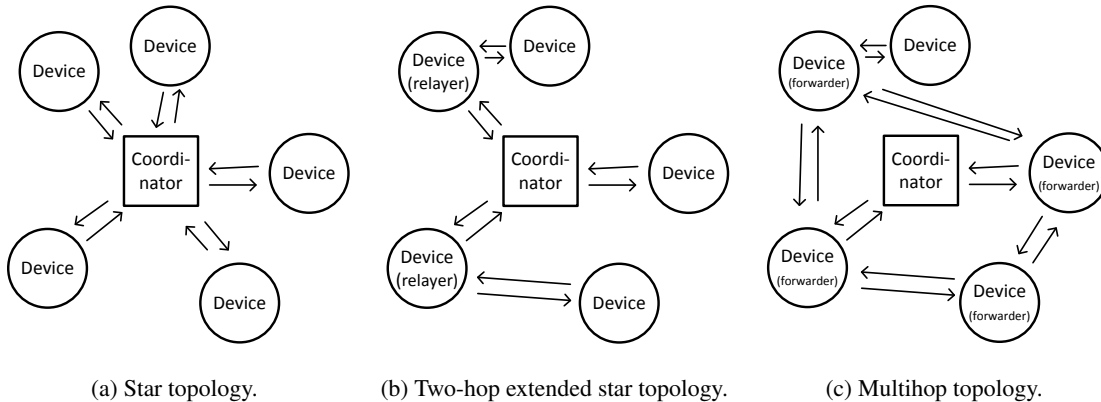 Device
Device
Coordi-
nator
Device
Device
Device
(a) Star topology.
Device
(relayer)
Device
Coordi-
nator
Device
Device
(relayer)
Device
(b) Two-hop extended star topology.
Device
(forwarder)
Device
Coordi-
nator
Device
(forwarder)
Device
(forwarder)
Device
(forwarder)
(c) Multihop topology.